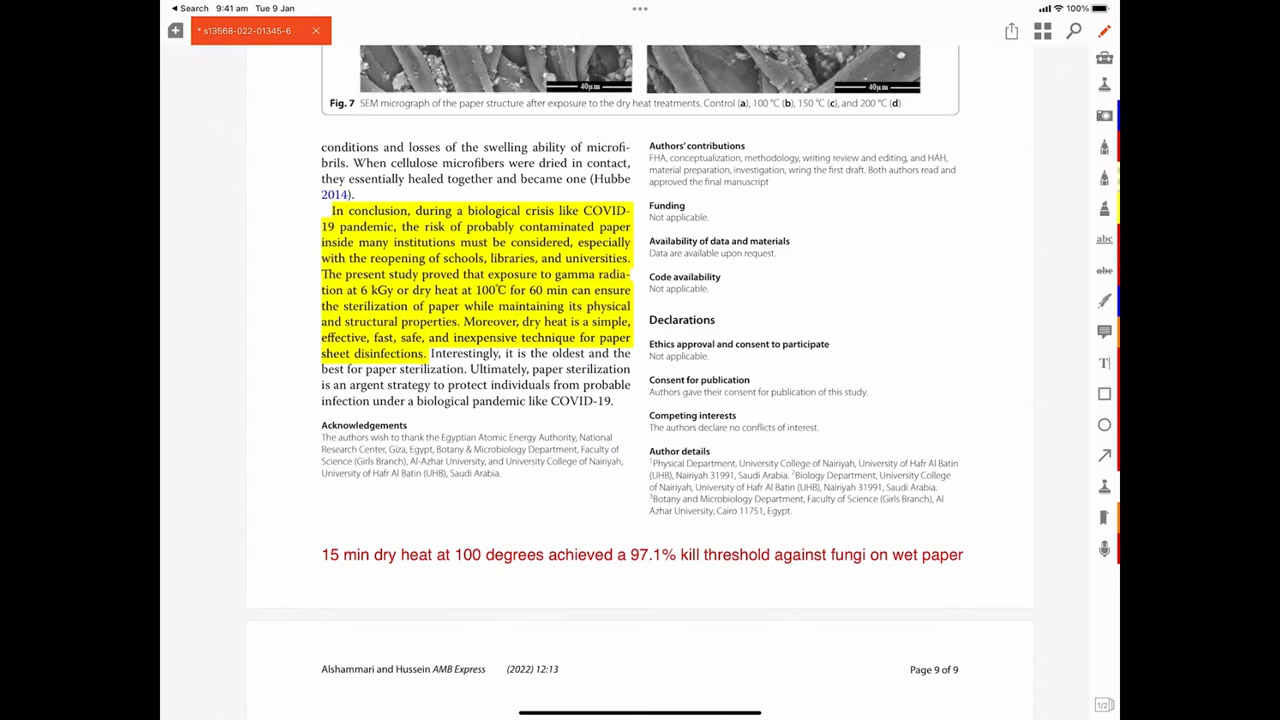 Search 9:41 am Tue 9 Jan
100%
* s13568-022-01345-6
40μm 40μm
Fig. 7 SEM micrograph of the paper structure after exposure to the dry heat treatments. Control (a), 100 °C (b), 150 °C (c), and 200 °C (d)
conditions and losses of the swelling ability of microfi-
brils. When cellulose microfibers were dried in contact,
they essentially healed together and became one (Hubbe
2014).
In conclusion, during a biological crisis like COVID-
19 pandemic, the risk of probably contaminated paper
inside many institutions must be considered, especially
with the reopening of schools, libraries, and universities.
The present study proved that exposure to gamma radia-
tion at 6 kGy or dry heat at 100°C for 60 min can ensure
the sterilization of paper while maintaining its physical
and structural properties. Moreover, dry heat is a simple,
effective, fast, safe, and inexpensive technique for paper
sheet disinfections. Interestingly, it is the oldest and the
best for paper sterilization. Ultimately, paper sterilization
is an argent strategy to protect individuals from probable
infection under a biological pandemic like COVID-19.
Acknowledgements
The authors wish to thank the Egyptian Atomic Energy Authority, National
Research Center, Giza, Egypt, Botany & Microbiology Department, Faculty of
Science (Girls Branch), Al-Azhar University, and University College of Nairiyah,
University of Hafr Al Batin (UHB), Saudi Arabia.
Authors' contributions
FHA, conceptualization, methodology, writing review and editing, and HAH,
material preparation, investigation, wring the first draft. Both authors read and
approved the final manuscript
Funding
Not applicable.
Availability of data and materials
Data are available upon request.
Code availability
Not applicable.
Declarations
Ethics approval and consent to participate
Not applicable.
Consent for publication
Authors gave their consent for publication of this study.
Competing interests
The authors declare no conflicts of interest.
Author details
1Physical Department, University College of Nairiyah, University of Hafr Al Batin
(UHB), Nairiyah 31991, Saudi Arabia. 2Biology Department, University College
of Nairiyah, University of Hafr Al Batin (UHB), Nairiyah 31991, Saudi Arabia.
3Botany and Microbiology Department, Faculty of Science (Girls Branch), Al
Azhar University, Cairo 11751, Egypt.
15 min dry heat at 100 degrees achieved a 97.1% kill threshold against fungi on wet paper
Alshammari and Hussein AMB Express (2022) 12:13
Page 9 of 9
abc
abc
T
1/2